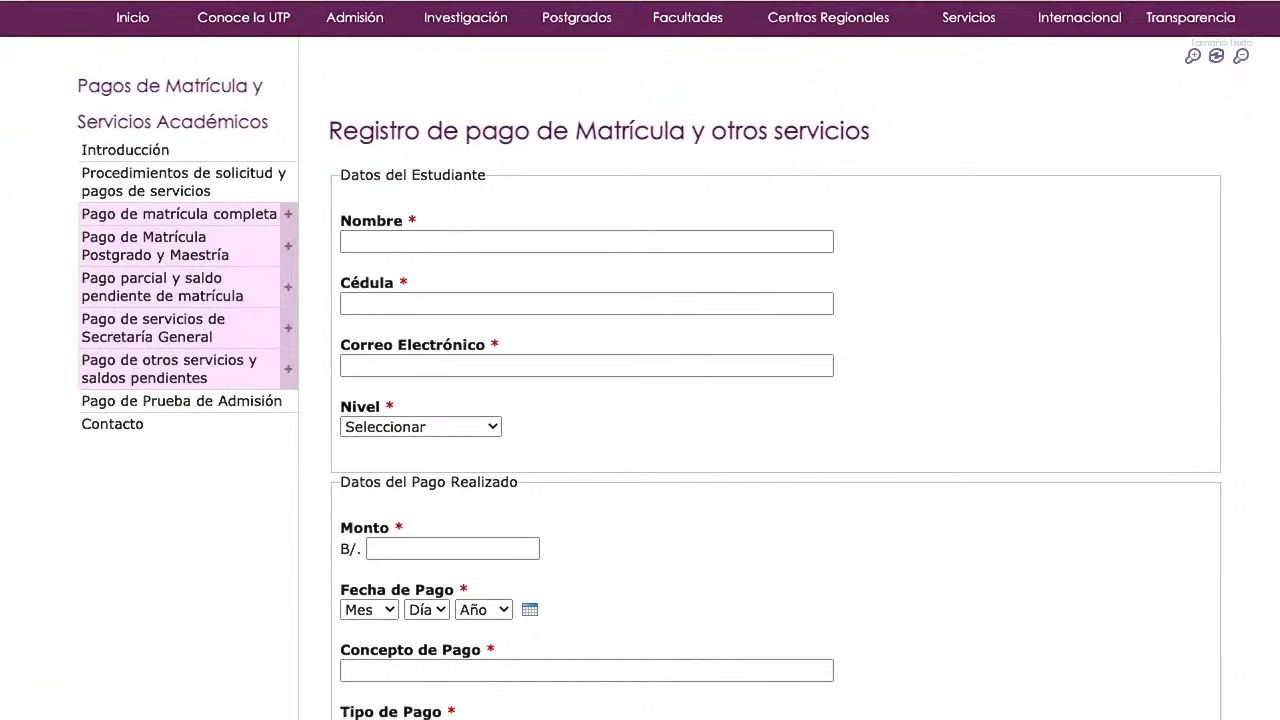 Inicio Conoce la UTP Admisión Investigación Postgrados Facultades Centros Regionales Servicios Internacional Transparencia
Tamaño Texto
Pagos de Matrícula y
Servicios Académicos
Introducción
Procedimientos de solicitud y
pagos de servicios
Pago de matrícula completa +
Pago de Matrícula
Postgrado y Maestría +
Pago parcial y saldo
pendiente de matrícula +
Pago de servicios de
Secretaría General +
Pago de otros servicios y
saldos pendientes +
Pago de Prueba de Admisión
Contacto
Registro de pago de Matrícula y otros servicios
Datos del Estudiante
Nombre *
Cédula *
Correo Electrónico *
Nivel *
Seleccionar
Datos del Pago Realizado
Monto *
B/.
Fecha de Pago *
Mes Día Año
Concepto de Pago *
Tipo de Pago *